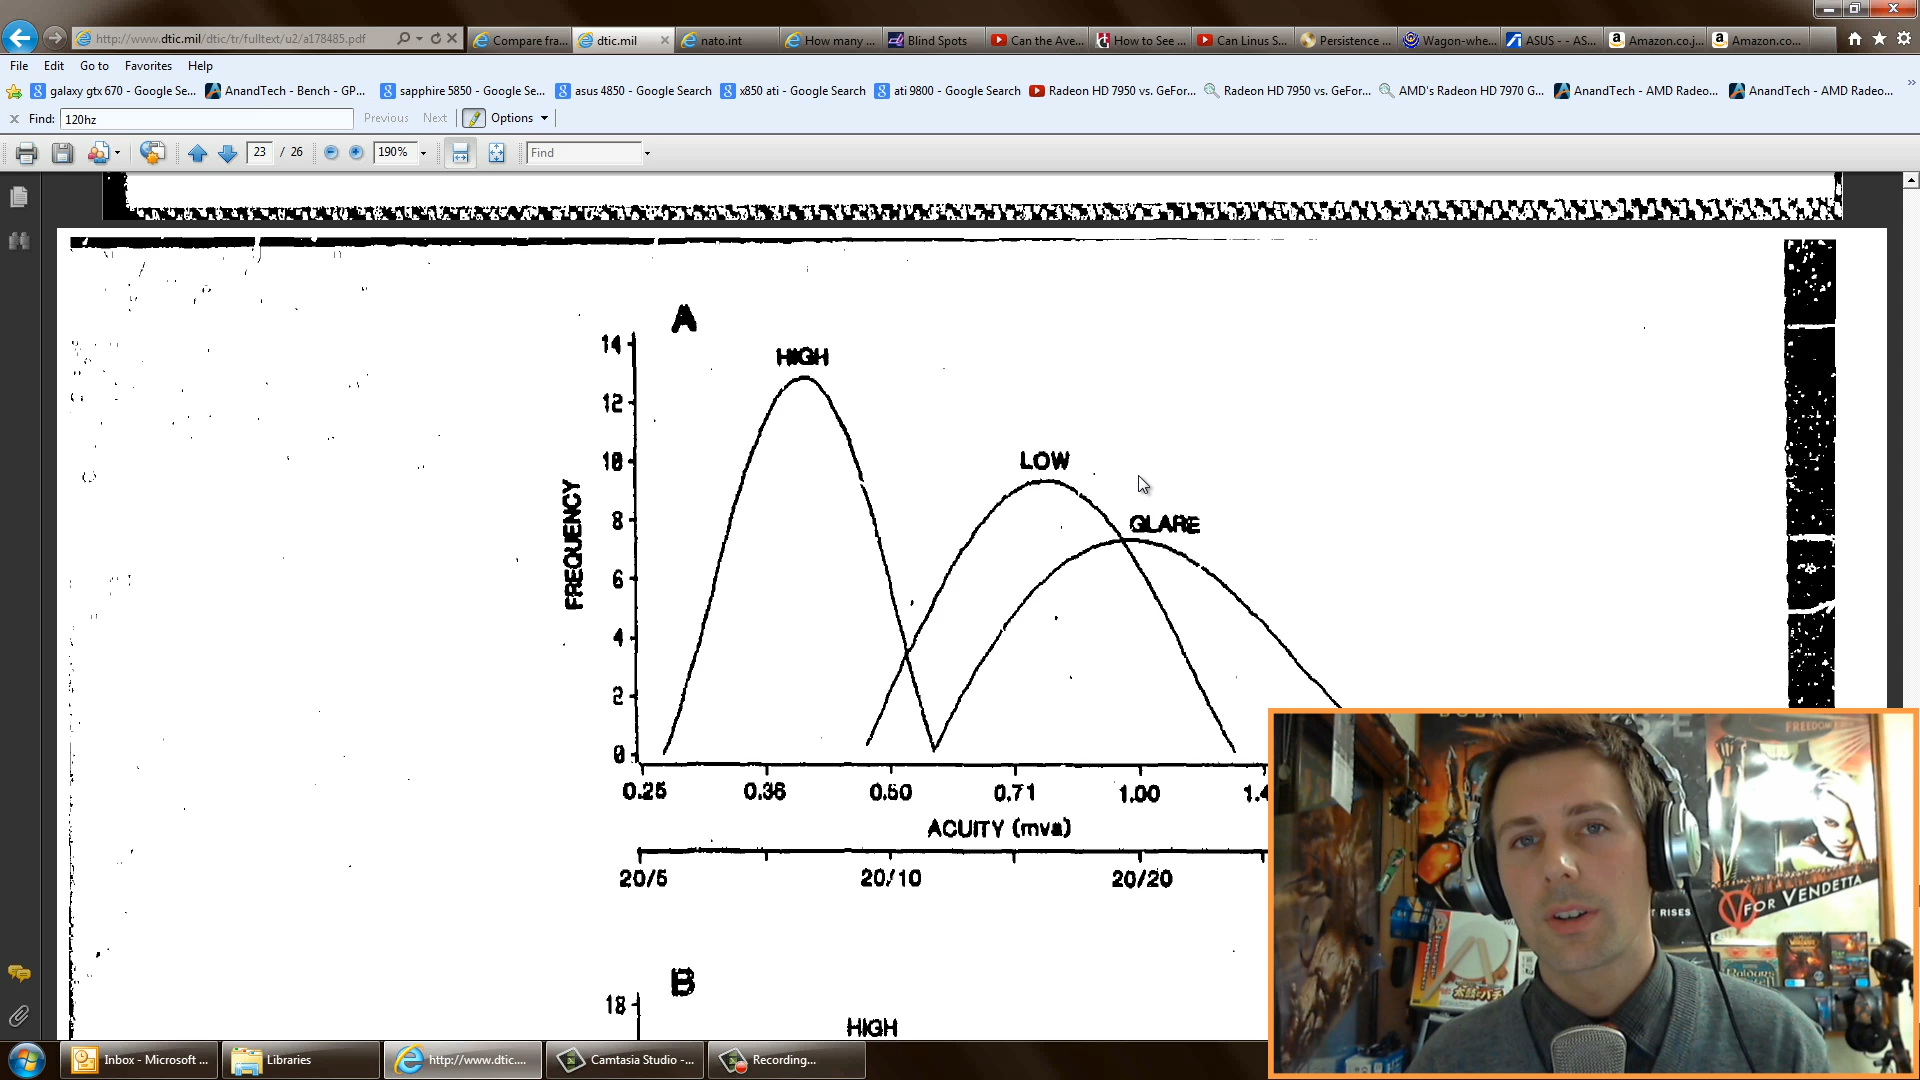 http://www.dtic.mil/dtic/tr/fulltext/u2/a178485.pdf
Compare fra...
dtic.mil
nato.int
How many ...
Blind Spots
Can the Ave...
How to See ...
Can Linus S...
Persistence ...
Wagon-whe...
ASUS - - AS...
Amazon.co.j...
Amazon.co...
File Edit Go to Favorites Help
galaxy gtx 670 - Google Se...
AnandTech - Bench - GP...
sapphire 5850 - Google Se...
asus 4850 - Google Search
x850 ati - Google Search
ati 9800 - Google Search
Radeon HD 7950 vs. GeFor...
Radeon HD 7950 vs. GeFor...
AMD's Radeon HD 7970 G...
AnandTech - AMD Radeo...
AnandTech - AMD Radeo...
Find: 120hz
Previous Next Options
23 / 26
190%
Find
A
14
HIGH
12
10
LOW
8
GLARE
FREQUENCY
6
4
2
0
0.25 0.36 0.50 0.71 1.00 1.4
ACUITY (mva)
20/5 20/10 20/20
B
18
HIGH
FREEDOM
RISES
V FOR VENDETTA
Inbox - Microsoft ...
Libraries
http://www.dtic....
Camtasia Studio -...
Recording...